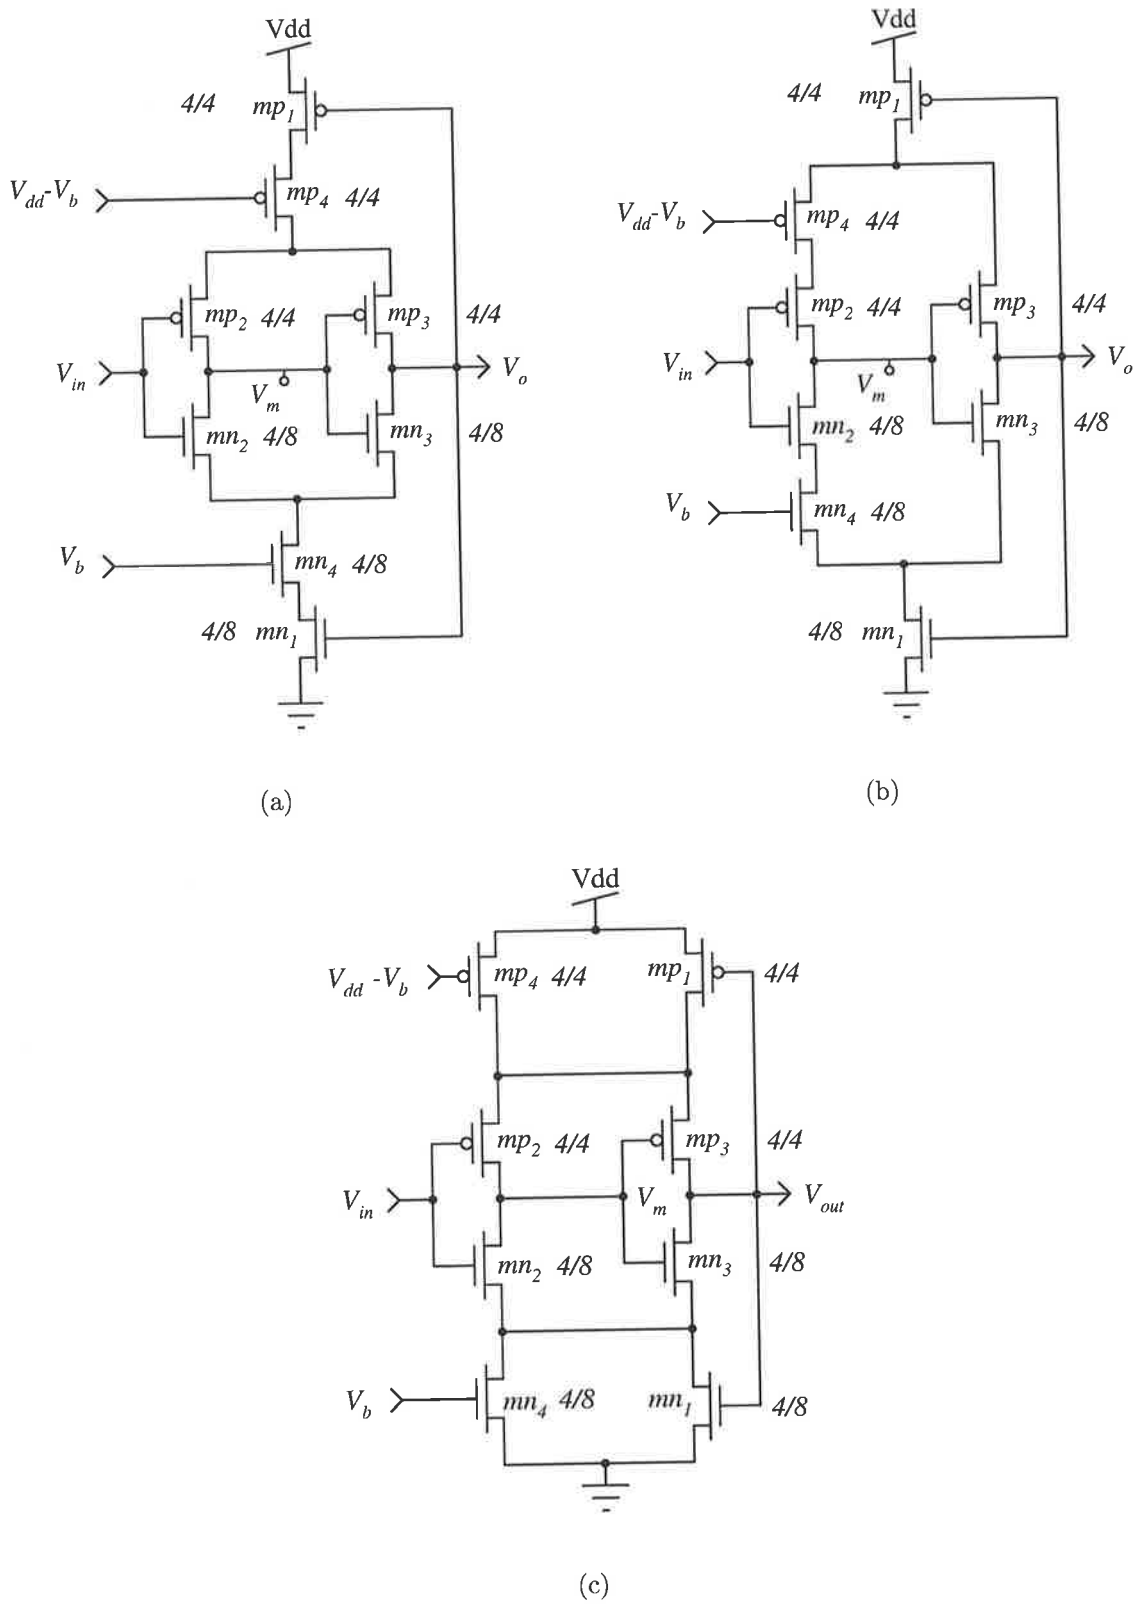 Vdd
4/4 mp1
Vdd-Vb mp4 4/4
mp2 4/4 mp3 4/4
Vin Vm Vo
mn2 4/8 mn3 4/8
Vb mn4 4/8
4/8 mn1
(a)
Vdd
4/4 mp1
Vdd-Vb mp4 4/4
mp2 4/4 mp3 4/4
Vin Vm Vo
mn2 4/8 mn3 4/8
Vb mn4 4/8
4/8 mn1
(b)
Vdd
Vdd -Vb mp4 4/4 mp1 4/4
mp2 4/4 mp3 4/4
Vin Vm Vout
mn2 4/8 mn3 4/8
Vb mn4 4/8 mn1 4/8
(c)